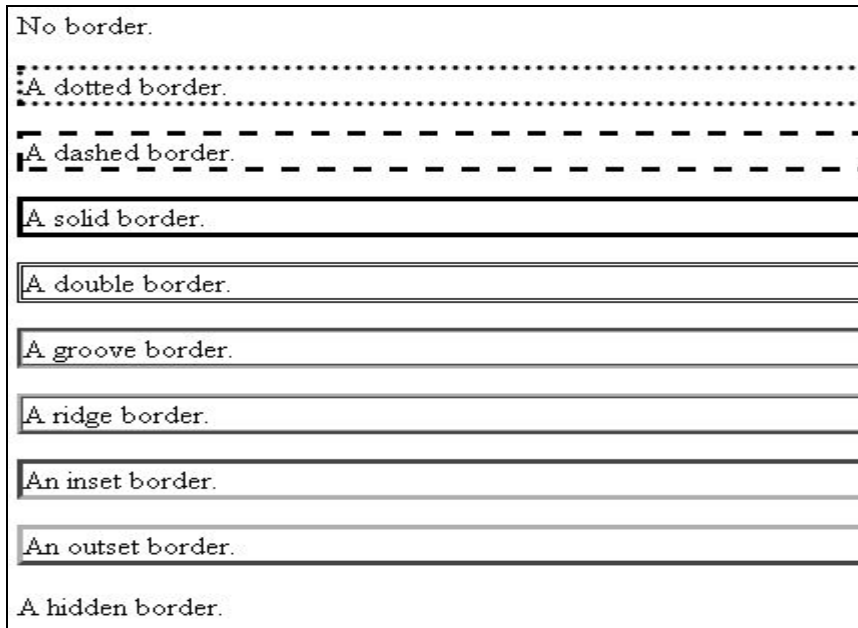 No border.
A dotted border.
A dashed border.
A solid border.
A double border.
A groove border.
A ridge border.
An inset border.
An outset border.
A hidden border.